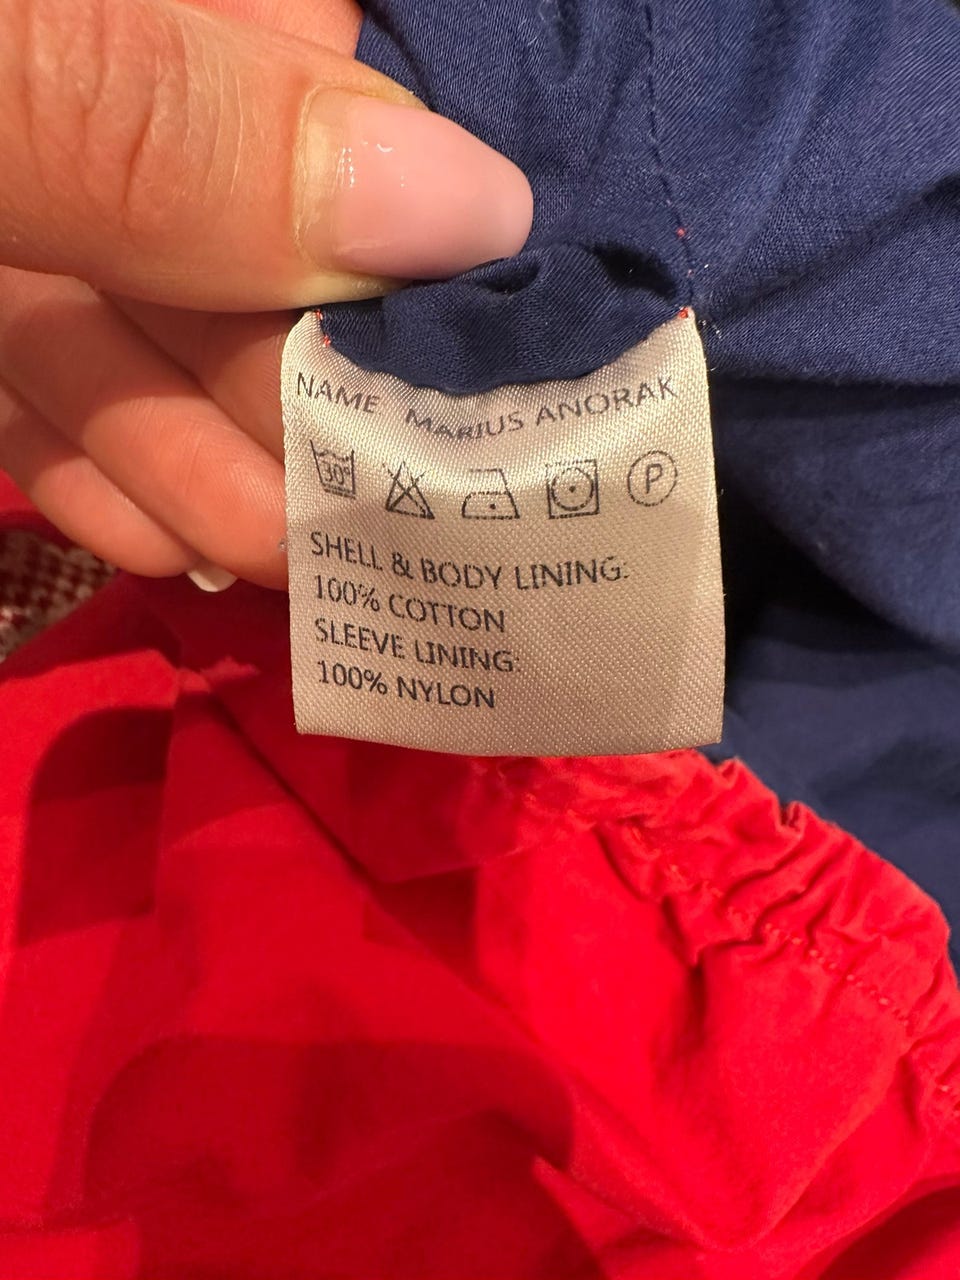 NAME MARIUS ANORAK
30° P
SHELL & BODY LINING:
100% COTTON
SLEEVE LINING:
100% NYLON